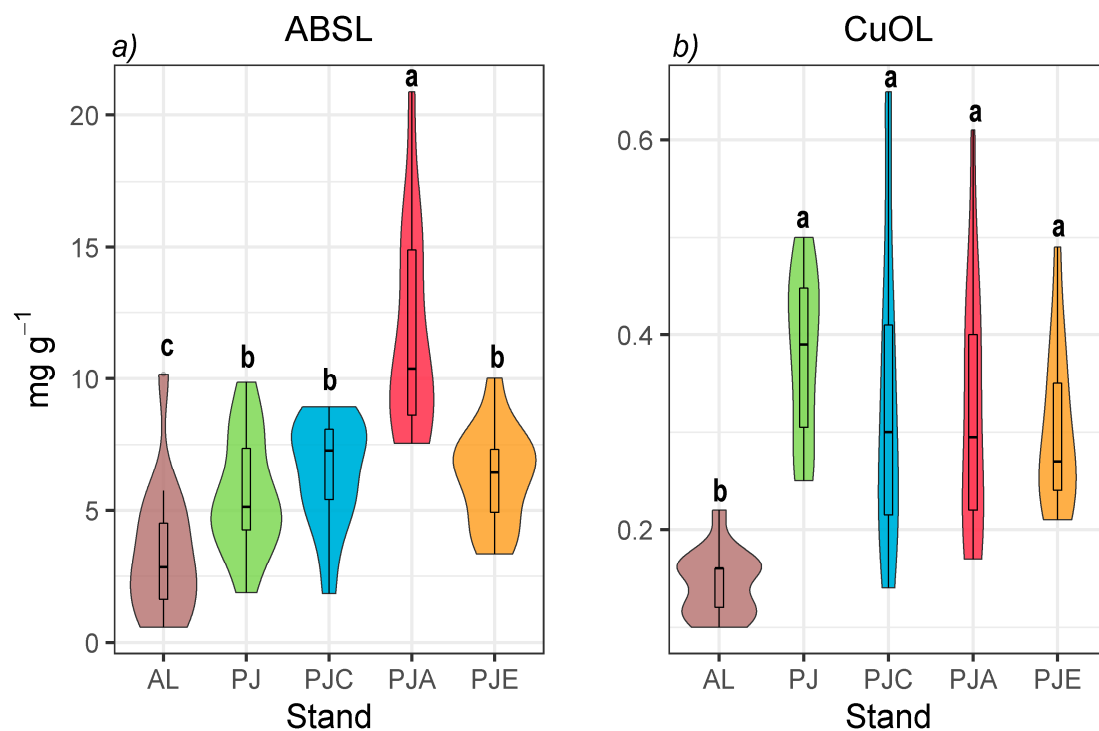 ABSL
CuOL
a)
b)
mg g⁻¹
20
15
10
5
0
c
b
b
a
b
AL
PJ
PJC
PJA
PJE
Stand
0.6
0.4
0.2
b
a
a
a
a
AL
PJ
PJC
PJA
PJE
Stand